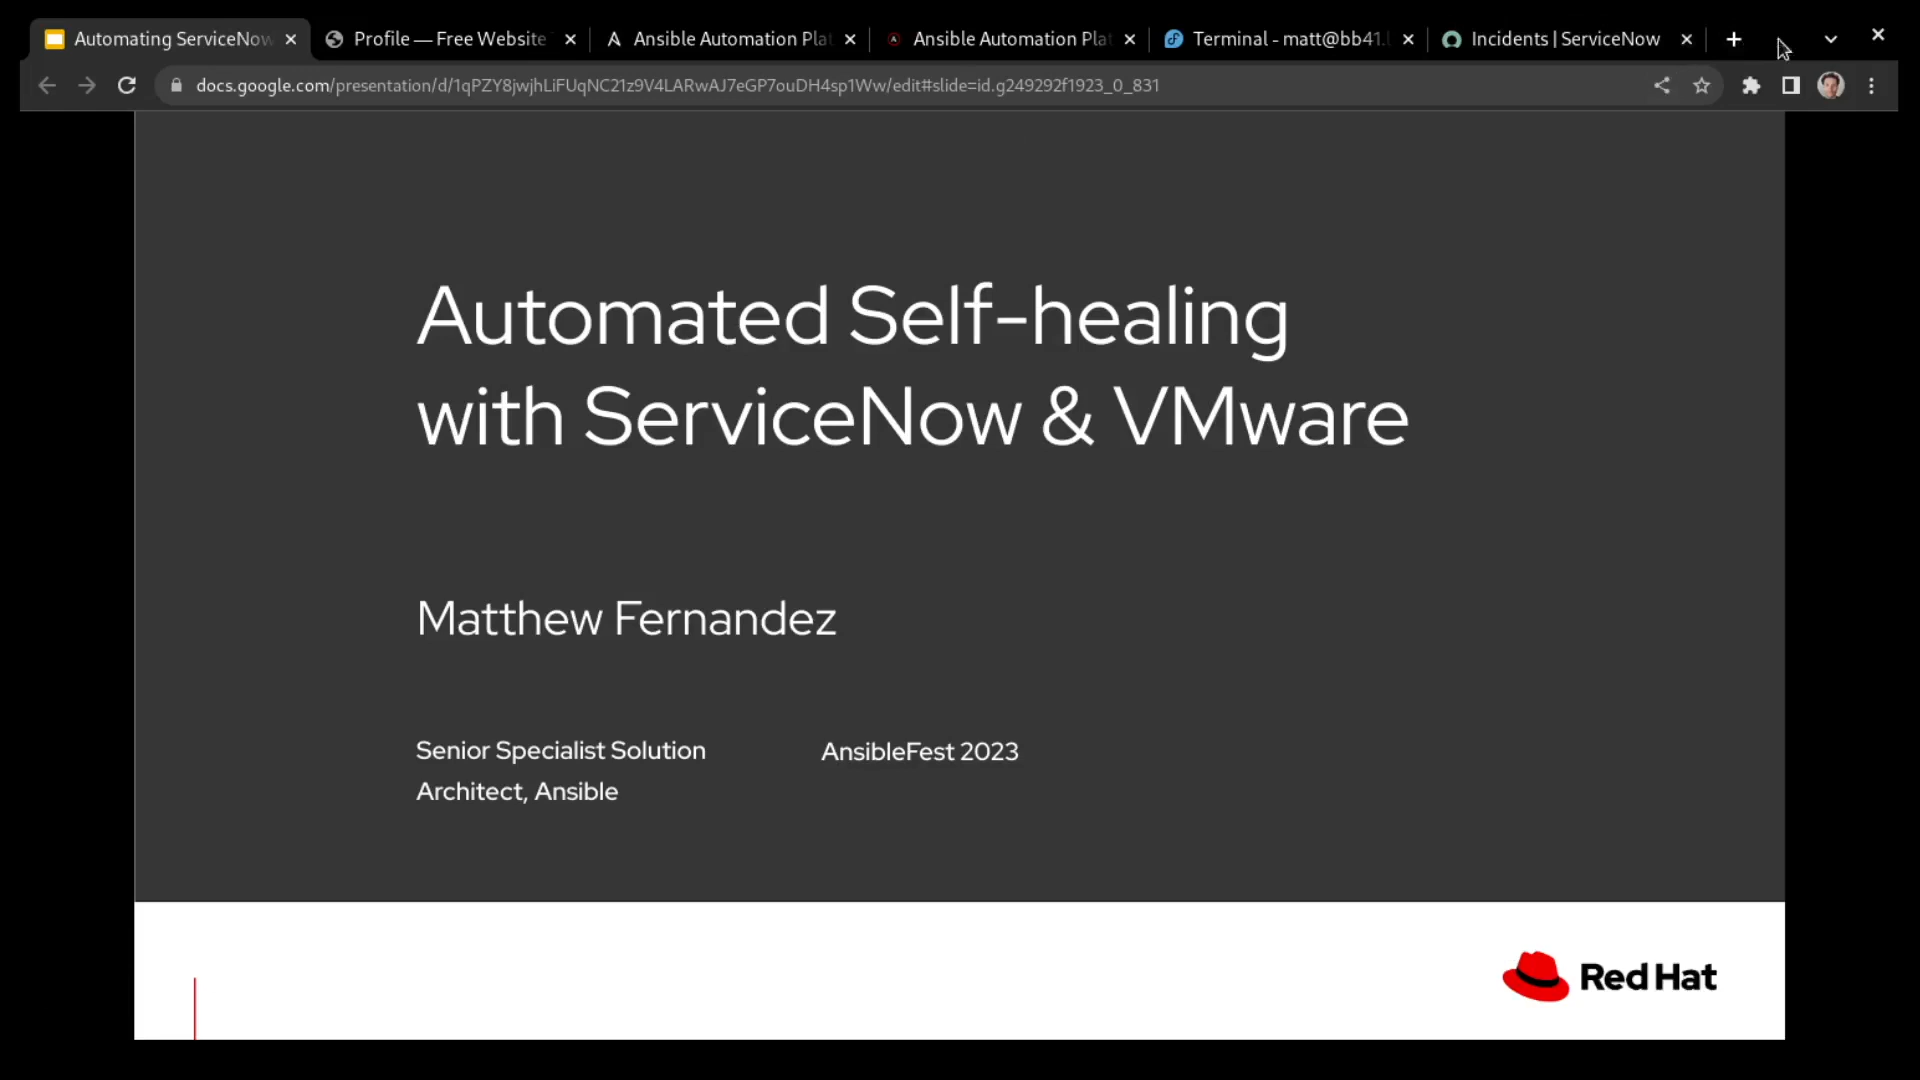 Automating ServiceNow
Profile — Free Website
Ansible Automation Plat
Ansible Automation Plat
Terminal - matt@bb41.
Incidents | ServiceNow
docs.google.com/presentation/d/1qPZY8jwjhLiFUqNC21z9V4LARwAJ7eGP7ouDH4sp1Ww/edit#slide=id.g249292f1923_0_831
Automated Self-healing
with ServiceNow & VMware
Matthew Fernandez
Senior Specialist Solution
Architect, Ansible
AnsibleFest 2023
Red Hat